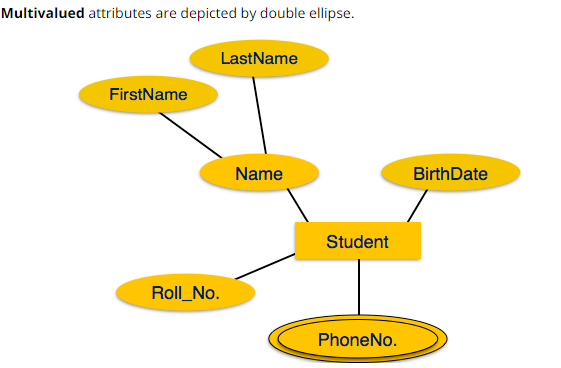 Multivalued attributes are depicted by double ellipse.
LastName
FirstName
Name
BirthDate
Student
Roll_No.
PhoneNo.